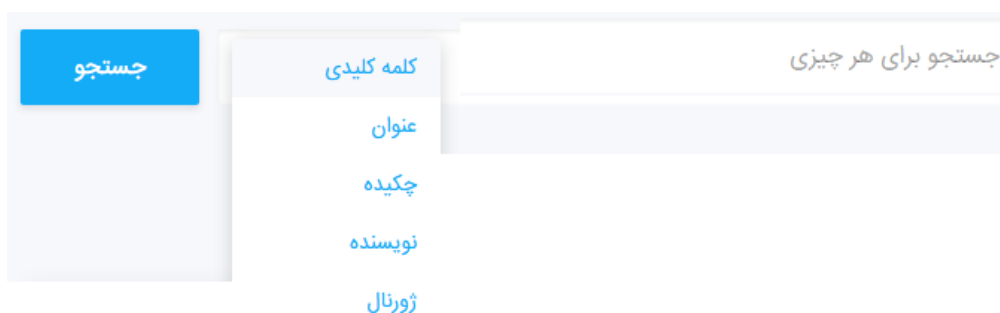 جستجو برای هر چیزی
کلمه کلیدی
جستجو
عنوان
چکیده
نویسنده
ژورنال